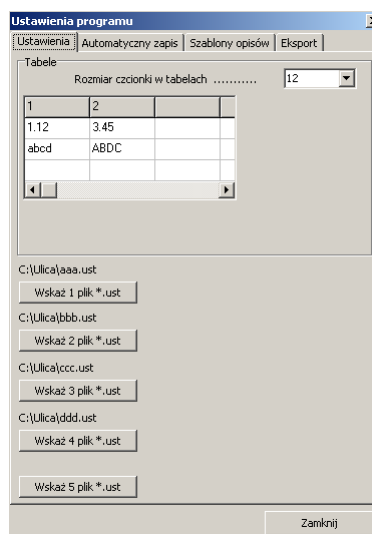 Ustawienia programu
Ustawienia Automatyczny zapis Szablony opisów Eksport
Tabele
Rozmiar czcionki w tabelach ........... 12
1 2
1.12 3.45
abcd ABDC
C:\Ulica\aaa.ust
Wskaż 1 plik *.ust
C:\Ulica\bbb.ust
Wskaż 2 plik *.ust
C:\Ulica\ccc.ust
Wskaż 3 plik *.ust
C:\Ulica\ddd.ust
Wskaż 4 plik *.ust
Wskaż 5 plik *.ust
Zamknij